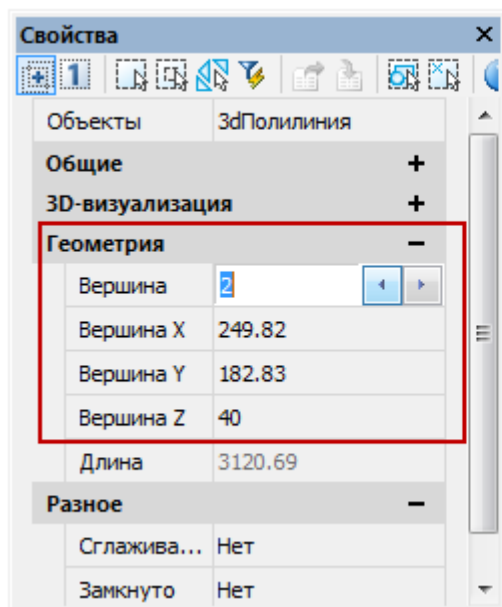 Свойства
1
Объекты 3dПолилиния
Общие
3D-визуализация
Геометрия
Вершина 2
Вершина X 249.82
Вершина Y 182.83
Вершина Z 40
Длина 3120.69
Разное
Сглажива... Нет
Замкнуто Нет